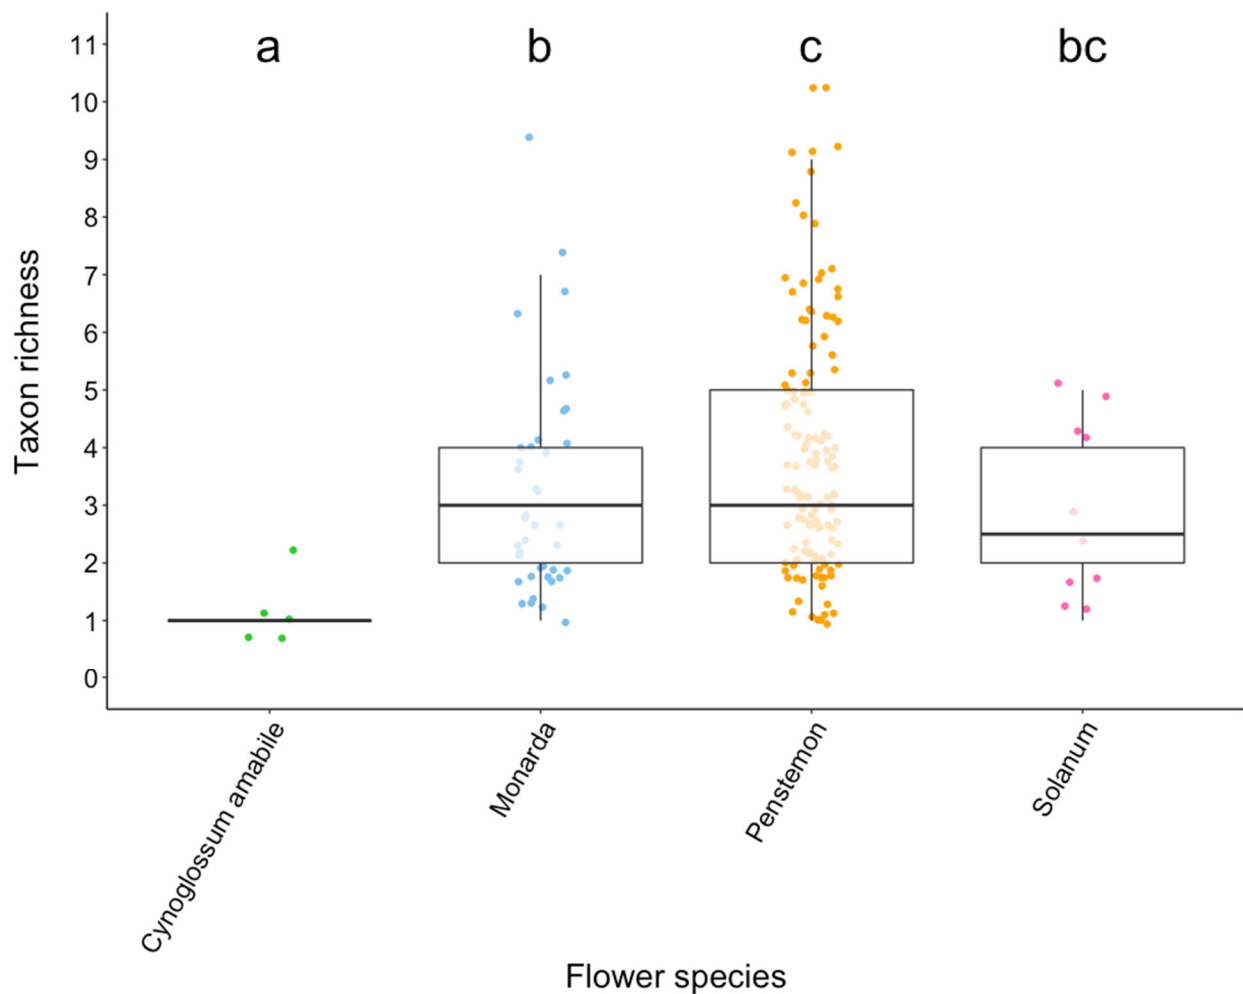 a b c bc
11
10
9
8
7
6
5
4
3
2
1
0
Taxon richness
Cynoglossum amabile
Monarda
Penstemon
Solanum
Flower species